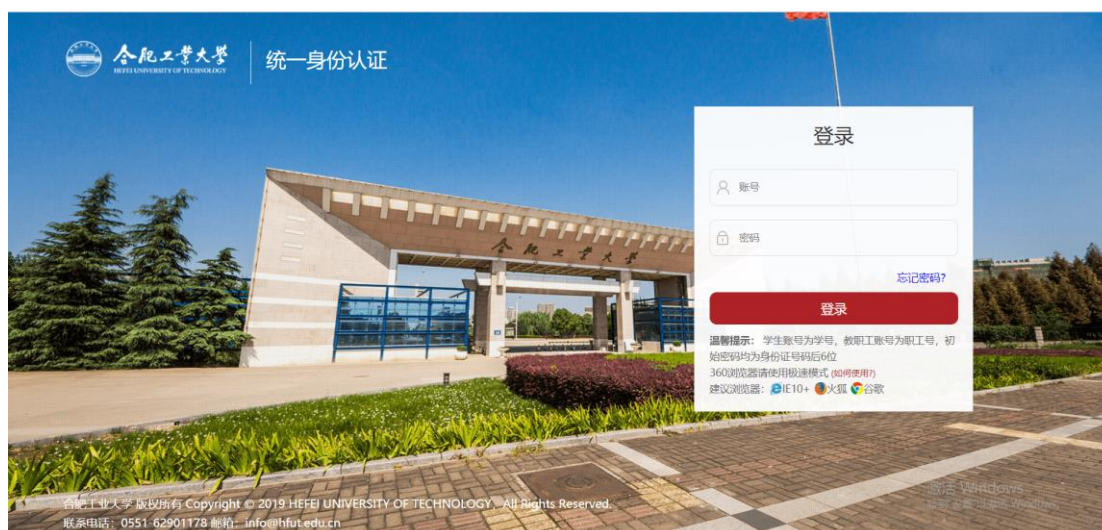 合肥工业大学
HEFEI UNIVERSITY OF TECHNOLOGY
统一身份认证
合肥工业大学
登录
账号
密码
忘记密码?
登录
温馨提示： 学生账号为学号，教职工账号为职工号，初
始密码均为身份证号码后6位
360浏览器请使用极速模式 (如何使用?)
建议浏览器： IE10+ 火狐 谷歌
合肥工业大学 版权所有 Copyright © 2019 HEFEI UNIVERSITY OF TECHNOLOGY，All Rights Reserved.
联系电话：0551-62901178 邮箱：info@hfut.edu.cn
激活 Windows